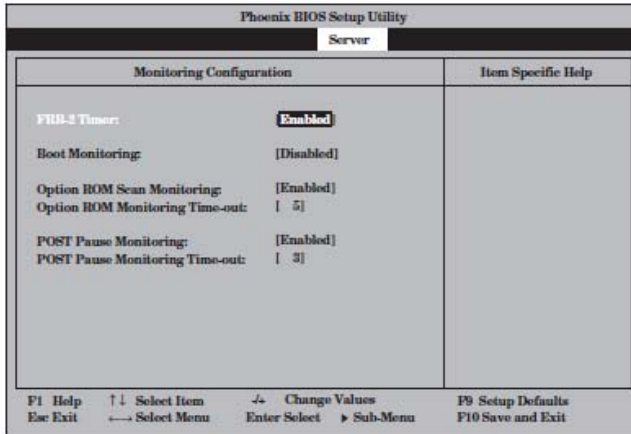 Phoenix BIOS Setup Utility
Server
Monitoring Configuration
Item Specific Help
FRB-2 Timer: [Enabled]
Boot Monitoring: [Disabled]
Option ROM Scan Monitoring: [Enabled]
Option ROM Monitoring Time-out: [ 5]
POST Pause Monitoring: [Enabled]
POST Pause Monitoring Time-out: [ 3]
F1 Help ↑↓ Select Item -/+ Change Values F9 Setup Defaults
Esc Exit ←→ Select Menu Enter Select ▶ Sub-Menu F10 Save and Exit